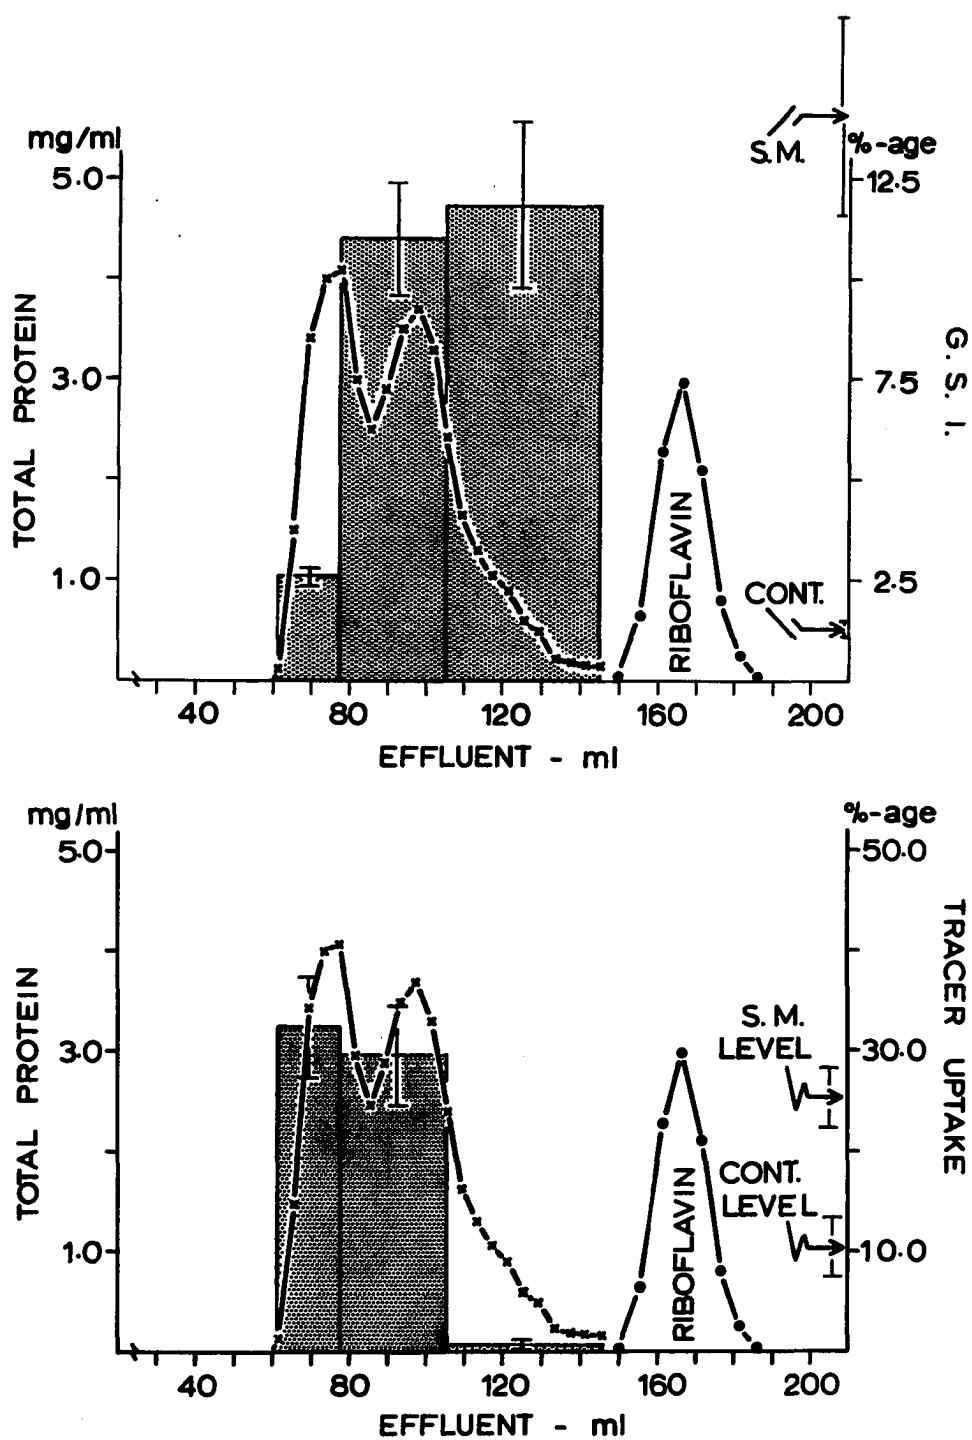 mg/ml
%-age
S.M.
5.0
12.5
TOTAL PROTEIN
3.0
7.5
G. S. I.
RIBOFLAVIN
1.0
2.5
CONT.
40 80 120 160 200
EFFLUENT - ml
mg/ml
%-age
5.0
50.0
TOTAL PROTEIN
3.0
30.0
TRACER UPTAKE
S. M.
LEVEL
CONT.
LEVEL
RIBOFLAVIN
1.0
10.0
40 80 120 160 200
EFFLUENT - ml